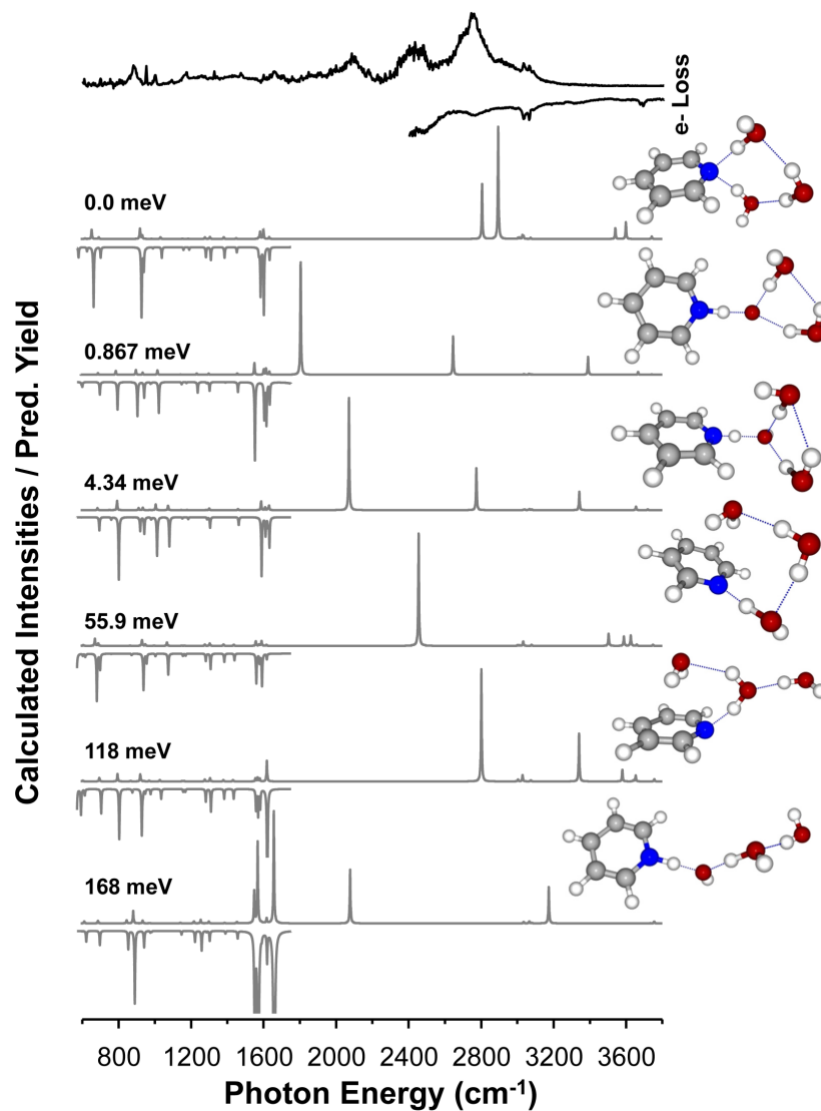 e- Loss
Calculated Intensities / Pred. Yield
0.0 meV
0.867 meV
4.34 meV
55.9 meV
118 meV
168 meV
800 1200 1600 2000 2400 2800 3200 3600
Photon Energy (cm-1)